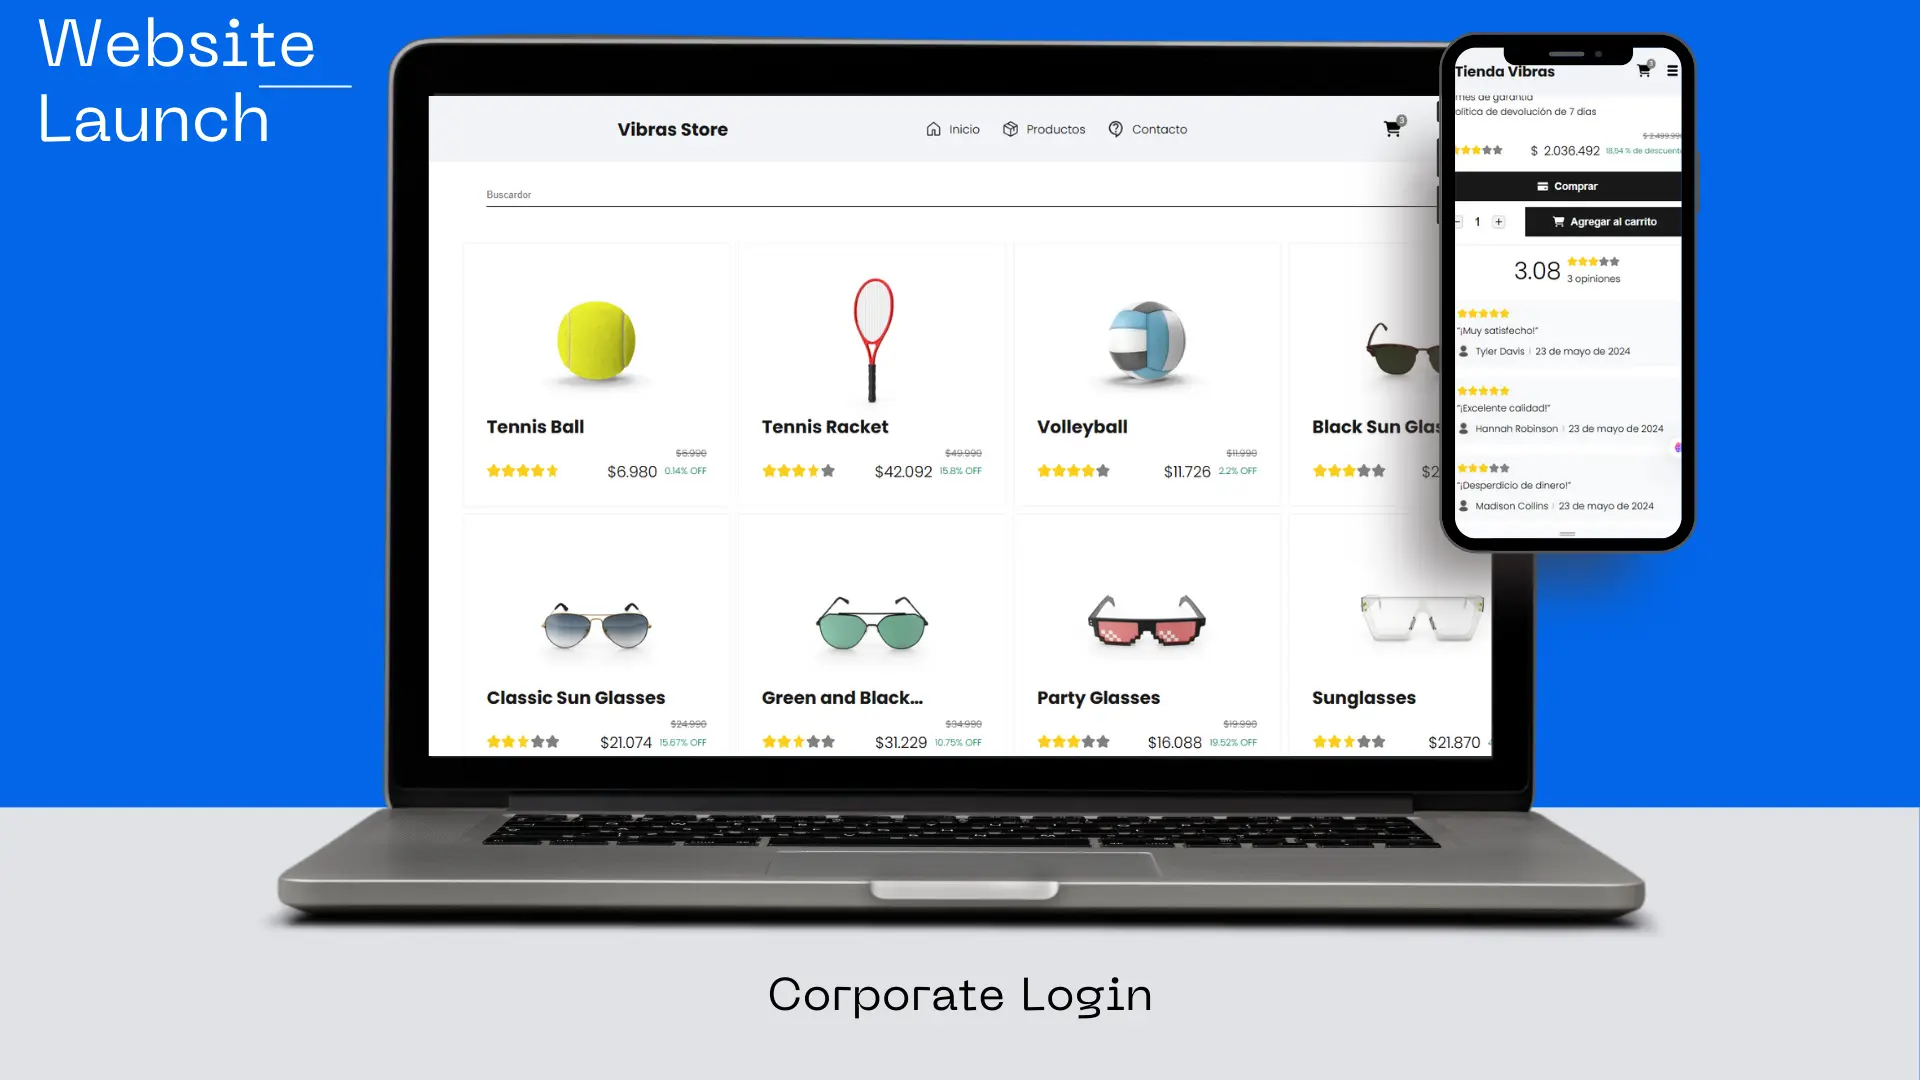 Website
Launch
Vibras Store
Inicio
Productos
Contacto
3
Buscardor
Tennis Ball
$6.990
$6.980 0.14% OFF
Tennis Racket
$49.990
$42.092 15.8% OFF
Volleyball
$11.990
$11.726 2.2% OFF
Black Sun Glas
$2
Classic Sun Glasses
$24.990
$21.074 15.67% OFF
Green and Black...
$34.990
$31.229 10.75% OFF
Party Glasses
$19.990
$16.088 19.52% OFF
Sunglasses
$21.870
Tienda Vibras
3
mes de garantia
olítica de devolución de 7 días
$ 2.499.990
$ 2.036.492 18,54 % de descuento
Comprar
- 1 +
Agregar al carrito
3.08
3 opiniones
"¡Muy satisfecho!"
Tyler Davis | 23 de mayo de 2024
"¡Excelente calidad!"
Hannah Robinson | 23 de mayo de 2024
"¡Desperdicio de dinero!"
Madison Collins | 23 de mayo de 2024
Corporate Login